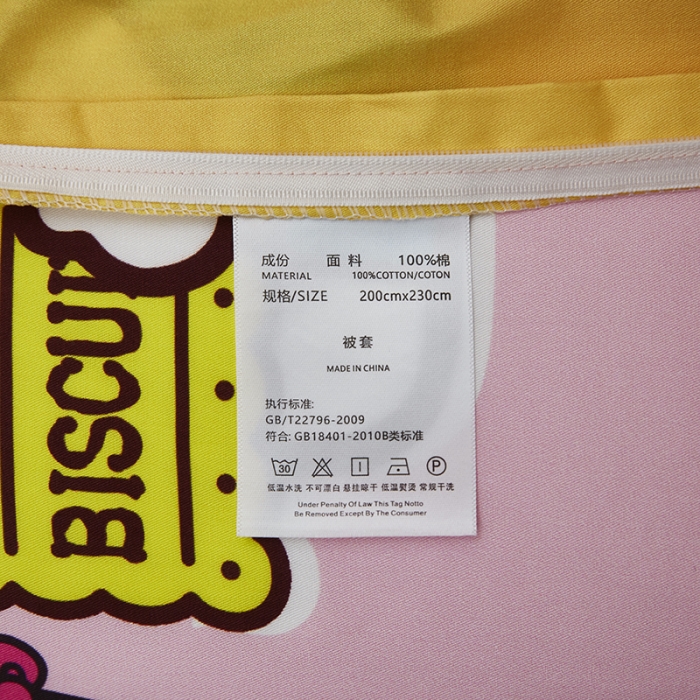 BISCUI
成份 面 料 100%棉
MATERIAL 100%COTTON/COTON
规格/SIZE 200cmx230cm
被套
MADE IN CHINA
执行标准:
GB/T22796-2009
符合: GB18401-2010B类标准
30 P
低温水洗 不可漂白 悬挂晾干 低温熨烫 常规干洗
Under Penalty Of Law This Tag Notto
Be Removed Except By The Consumer